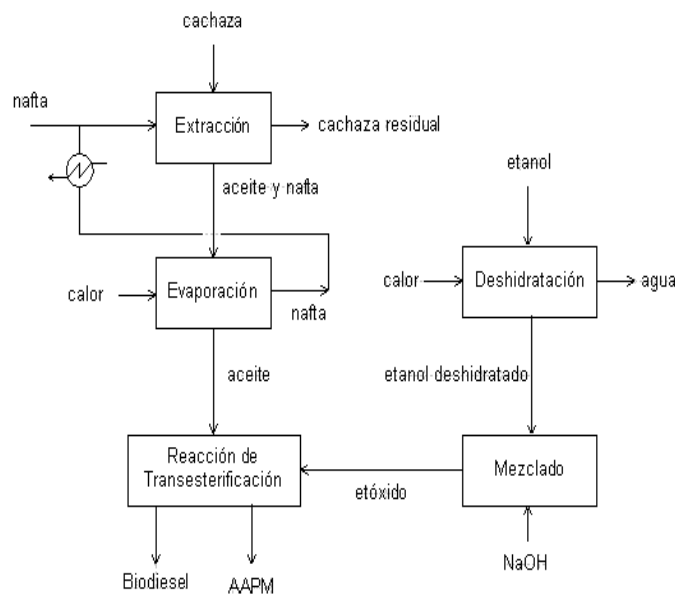 cachaza
nafta
Extracción
cachaza residual
aceite y nafta
etanol
calor
Evaporación
nafta
calor
Deshidratación
agua
aceite
etanol deshidratado
Reacción de
Transesterificación
etóxido
Mezclado
Biodiesel
AAPM
NaOH